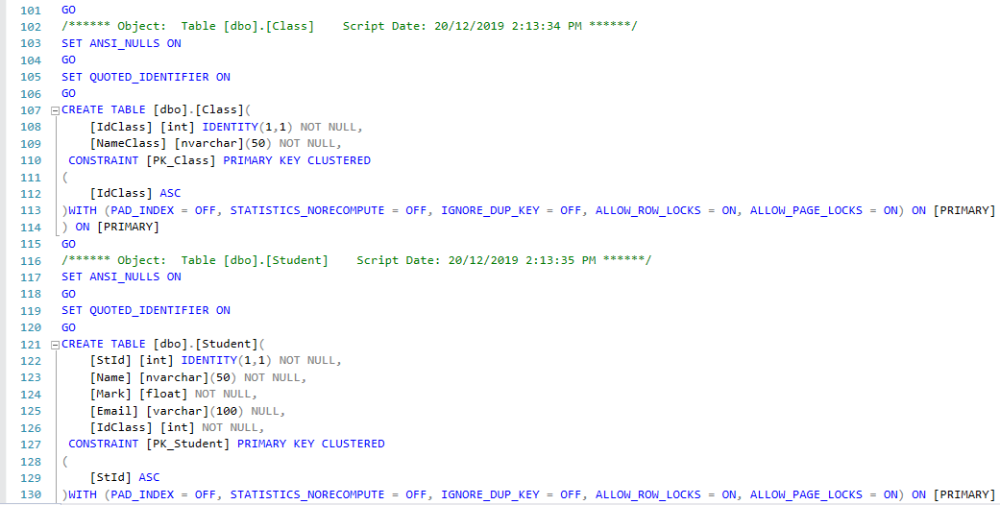 101 GO
102 /****** Object:  Table [dbo].[Class]    Script Date: 20/12/2019 2:13:34 PM ******/
103 SET ANSI_NULLS ON
104 GO
105 SET QUOTED_IDENTIFIER ON
106 GO
107 CREATE TABLE [dbo].[Class](
108     [IdClass] [int] IDENTITY(1,1) NOT NULL,
109     [NameClass] [nvarchar](50) NOT NULL,
110  CONSTRAINT [PK_Class] PRIMARY KEY CLUSTERED
111 (
112     [IdClass] ASC
113 )WITH (PAD_INDEX = OFF, STATISTICS_NORECOMPUTE = OFF, IGNORE_DUP_KEY = OFF, ALLOW_ROW_LOCKS = ON, ALLOW_PAGE_LOCKS = ON) ON [PRIMARY]
114 ) ON [PRIMARY]
115 GO
116 /****** Object:  Table [dbo].[Student]    Script Date: 20/12/2019 2:13:35 PM ******/
117 SET ANSI_NULLS ON
118 GO
119 SET QUOTED_IDENTIFIER ON
120 GO
121 CREATE TABLE [dbo].[Student](
122     [StId] [int] IDENTITY(1,1) NOT NULL,
123     [Name] [nvarchar](50) NOT NULL,
124     [Mark] [float] NOT NULL,
125     [Email] [varchar](100) NULL,
126     [IdClass] [int] NOT NULL,
127  CONSTRAINT [PK_Student] PRIMARY KEY CLUSTERED
128 (
129     [StId] ASC
130 )WITH (PAD_INDEX = OFF, STATISTICS_NORECOMPUTE = OFF, IGNORE_DUP_KEY = OFF, ALLOW_ROW_LOCKS = ON, ALLOW_PAGE_LOCKS = ON) ON [PRIMARY]